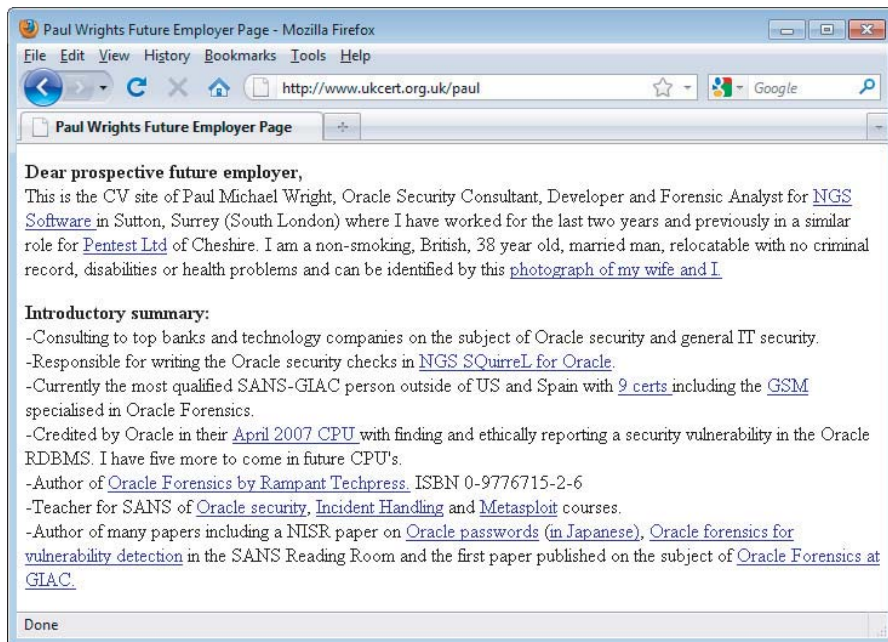 Paul Wrights Future Employer Page - Mozilla Firefox
File Edit View History Bookmarks Tools Help
http://www.ukcert.org.uk/paul
Google
Paul Wrights Future Employer Page
Dear prospective future employer,
This is the CV site of Paul Michael Wright, Oracle Security Consultant, Developer and Forensic Analyst for NGS
Software in Sutton, Surrey (South London) where I have worked for the last two years and previously in a similar
role for Pentest Ltd of Cheshire. I am a non-smoking, British, 38 year old, married man, relocatable with no criminal
record, disabilities or health problems and can be identified by this photograph of my wife and I.
Introductory summary:
-Consulting to top banks and technology companies on the subject of Oracle security and general IT security.
-Responsible for writing the Oracle security checks in NGS SQuirreL for Oracle.
-Currently the most qualified SANS-GIAC person outside of US and Spain with 9 certs including the GSM
specialised in Oracle Forensics.
-Credited by Oracle in their April 2007 CPU with finding and ethically reporting a security vulnerability in the Oracle
RDBMS. I have five more to come in future CPU's.
-Author of Oracle Forensics by Rampant Techpress. ISBN 0-9776715-2-6
-Teacher for SANS of Oracle security, Incident Handling and Metasploit courses.
-Author of many papers including a NISR paper on Oracle passwords (in Japanese), Oracle forensics for
vulnerability detection in the SANS Reading Room and the first paper published on the subject of Oracle Forensics at
GIAC.
Done